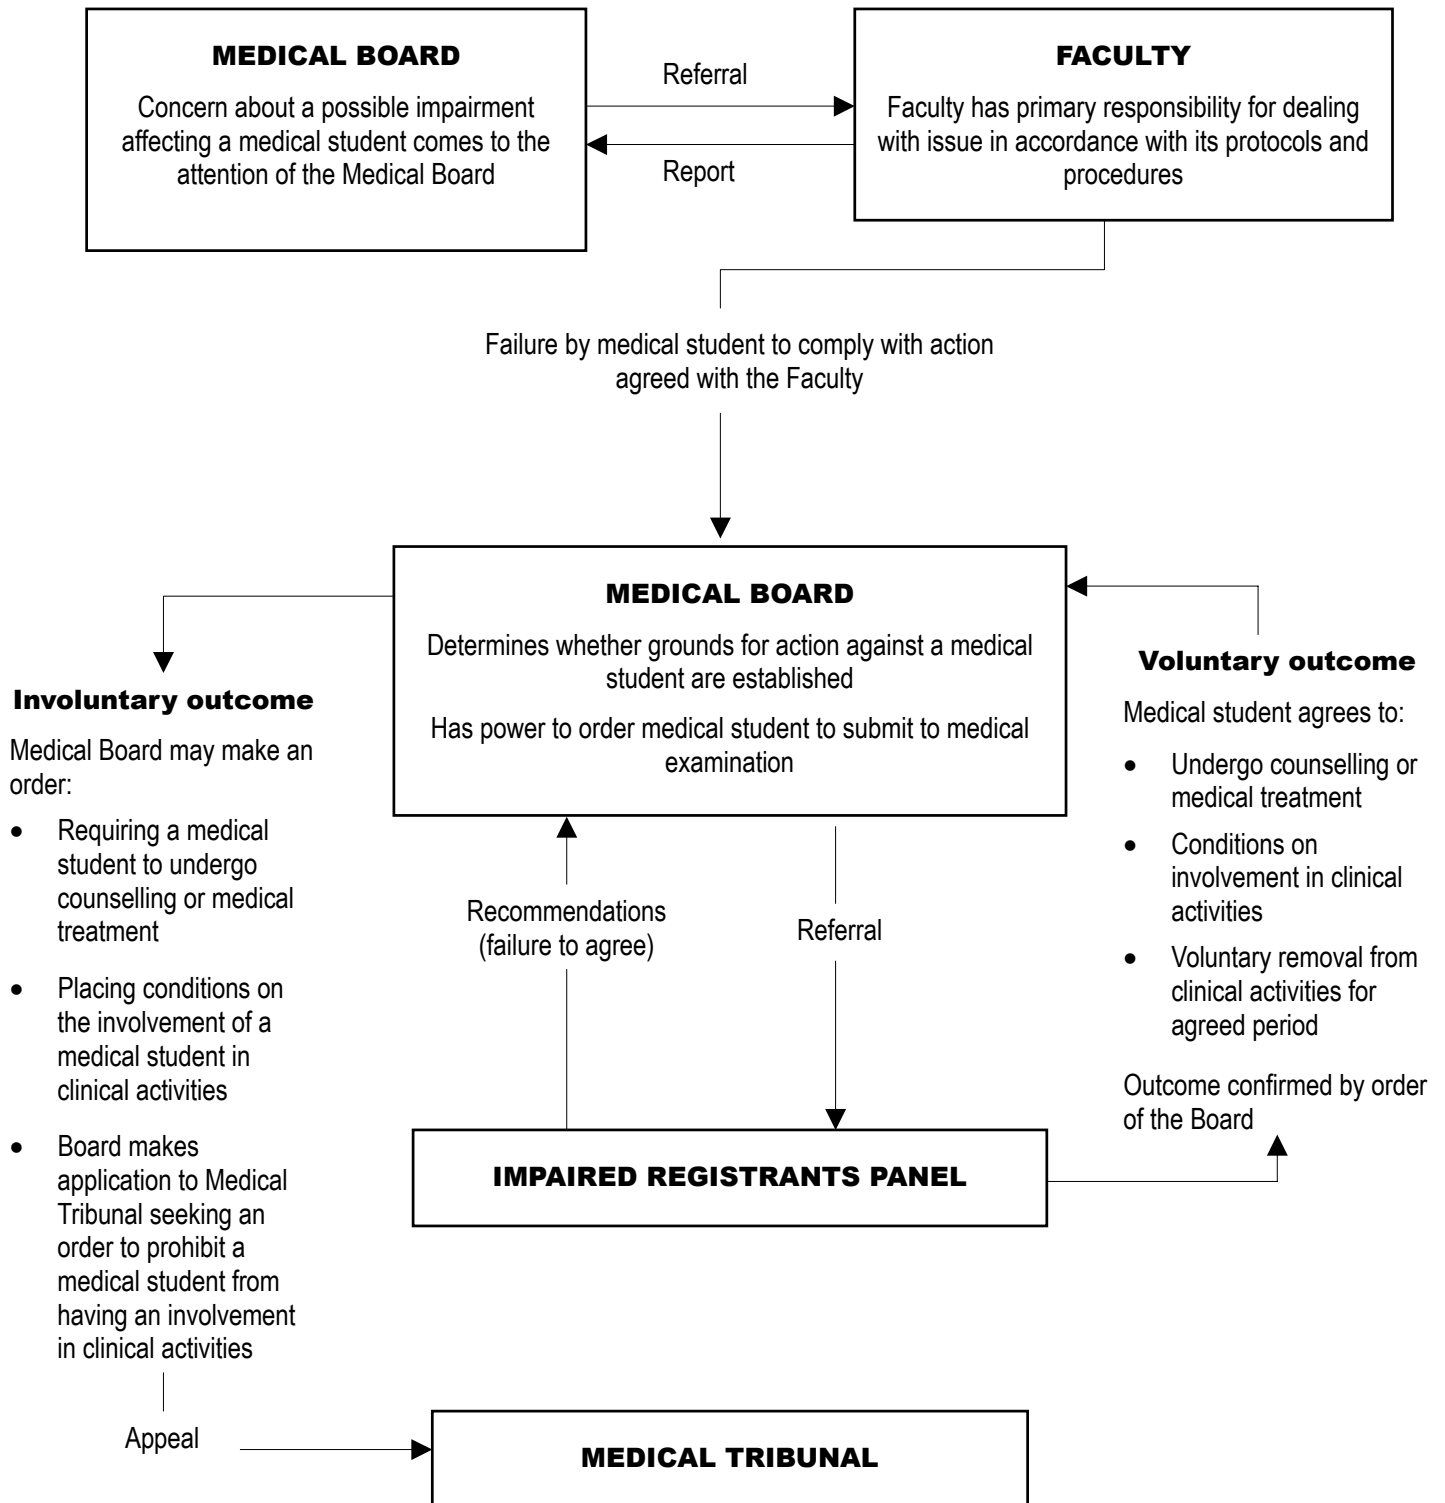 MEDICAL BOARD
Concern about a possible impairment
affecting a medical student comes to the
attention of the Medical Board
Referral
Report
FACULTY
Faculty has primary responsibility for dealing
with issue in accordance with its protocols and
procedures
Failure by medical student to comply with action
agreed with the Faculty
MEDICAL BOARD
Determines whether grounds for action against a medical
student are established
Has power to order medical student to submit to medical
examination
Involuntary outcome
Medical Board may make an
order:
• Requiring a medical
student to undergo
counselling or medical
treatment
• Placing conditions on
the involvement of a
medical student in
clinical activities
• Board makes
application to Medical
Tribunal seeking an
order to prohibit a
medical student from
having an involvement
in clinical activities
Recommendations
(failure to agree)
Referral
Voluntary outcome
Medical student agrees to:
• Undergo counselling or
medical treatment
• Conditions on
involvement in clinical
activities
• Voluntary removal from
clinical activities for
agreed period
Outcome confirmed by order
of the Board
IMPAIRED REGISTRANTS PANEL
Appeal
MEDICAL TRIBUNAL